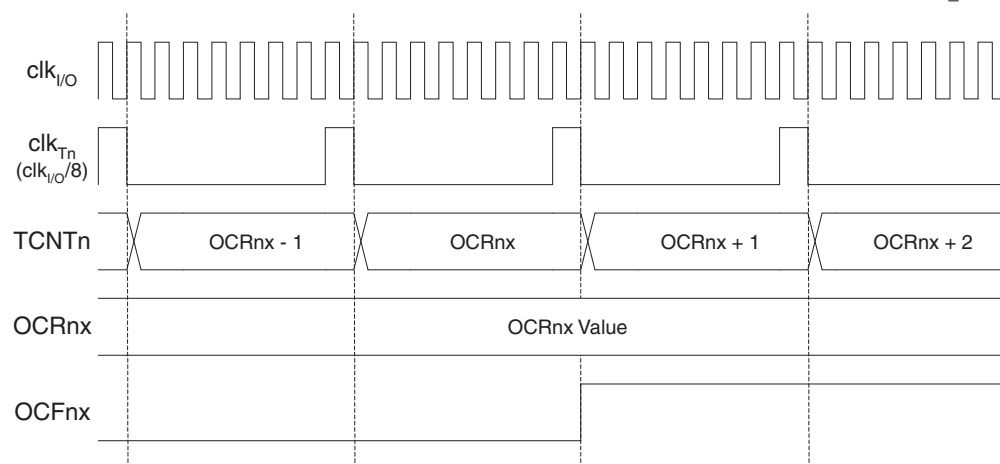 clkI/O
clkTn
(clkI/O/8)
TCNTn OCRnx - 1 OCRnx OCRnx + 1 OCRnx + 2
OCRnx OCRnx Value
OCFnx